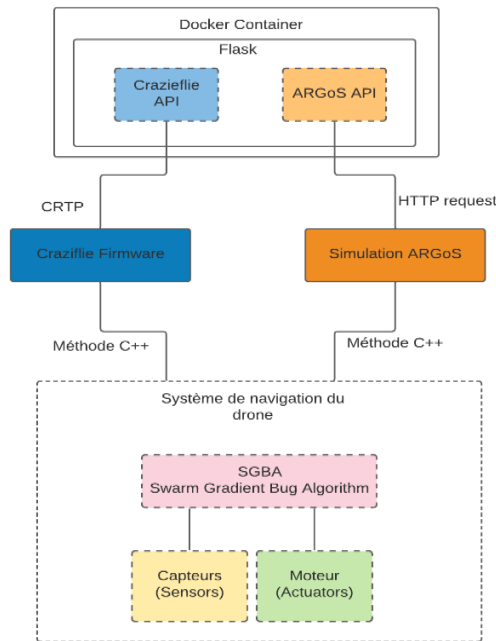 Docker Container
Flask
Crazieflie
API
ARGoS API
CRTP
HTTP request
Craziflie Firmware
Simulation ARGoS
Méthode C++
Méthode C++
Système de navigation du
drone
SGBA
Swarm Gradient Bug Algorithm
Capteurs
(Sensors)
Moteur
(Actuators)